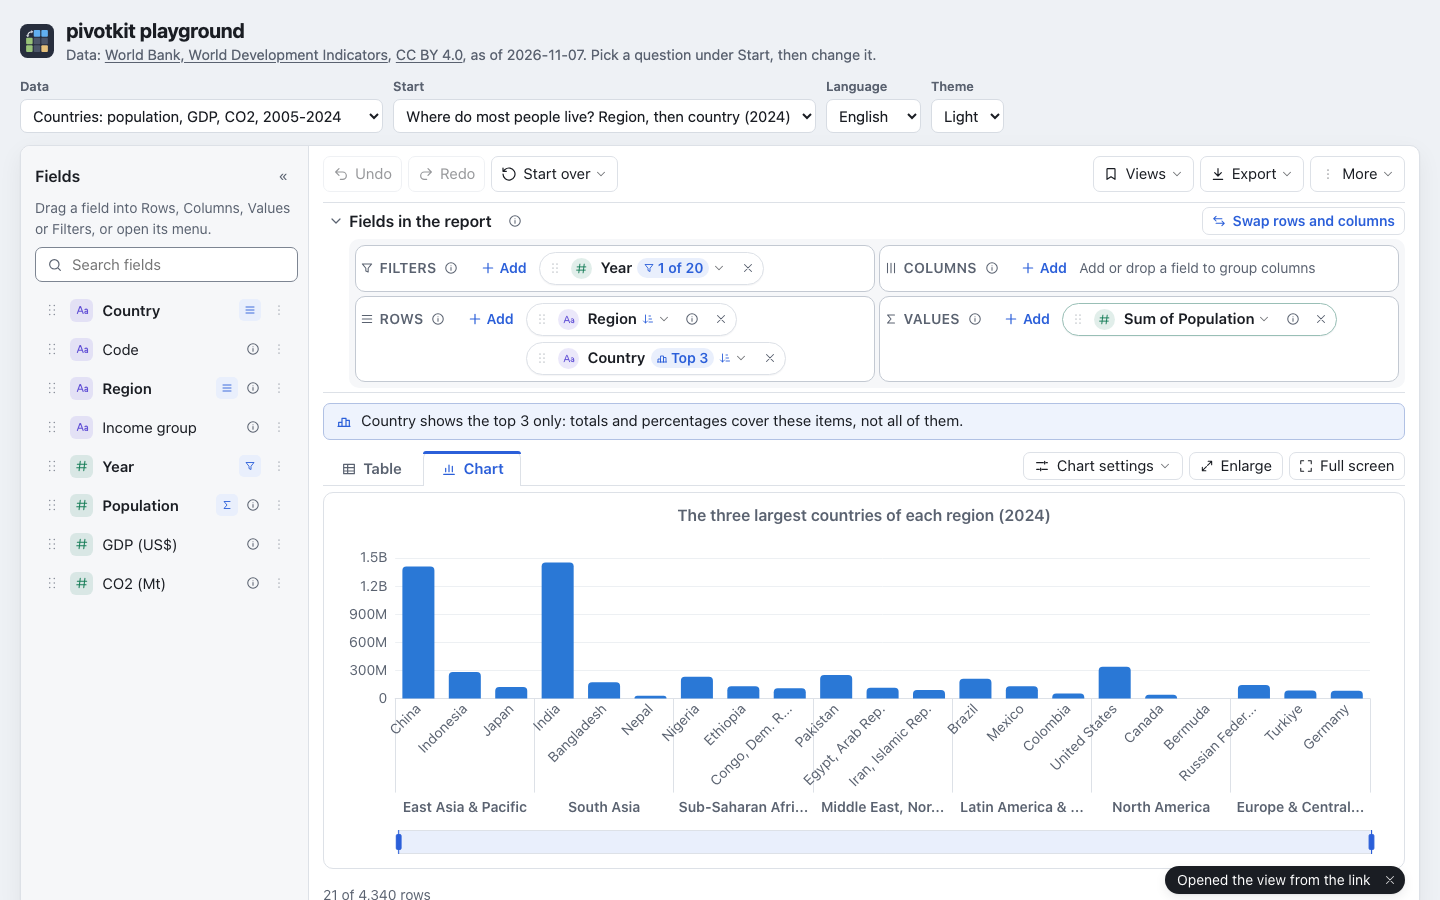 pivotkit playground
Data: World Bank, World Development Indicators, CC BY 4.0, as of 2026-11-07. Pick a question under Start, then change it.
Data
Start
Language
Theme
Countries: population, GDP, CO2, 2005-2024
Where do most people live? Region, then country (2024)
English
Light
Fields
«
Drag a field into Rows, Columns, Values
or Filters, or open its menu.
Search fields
Aa Country
Aa Code
Aa Region
Aa Income group
# Year
# Population Σ
# GDP (US$)
# CO2 (Mt)
Undo
Redo
Start over
Views
Export
More
Fields in the report
Swap rows and columns
FILTERS
+ Add
# Year 1 of 20
COLUMNS
+ Add
Add or drop a field to group columns
ROWS
+ Add
Aa Region
Aa Country Top 3
Σ VALUES
+ Add
# Sum of Population
Country shows the top 3 only: totals and percentages cover these items, not all of them.
Table
Chart
Chart settings
Enlarge
Full screen
The three largest countries of each region (2024)
1.5B
1.2B
900M
600M
300M
0
China
Indonesia
Japan
India
Bangladesh
Nepal
Nigeria
Ethiopia
Congo, Dem. R...
Pakistan
Egypt, Arab Rep.
Iran, Islamic Rep.
Brazil
Mexico
Colombia
United States
Canada
Bermuda
Russian Feder...
Turkiye
Germany
East Asia & Pacific
South Asia
Sub-Saharan Afri...
Middle East, Nor...
Latin America & ...
North America
Europe & Central...
21 of 4,340 rows
Opened the view from the link